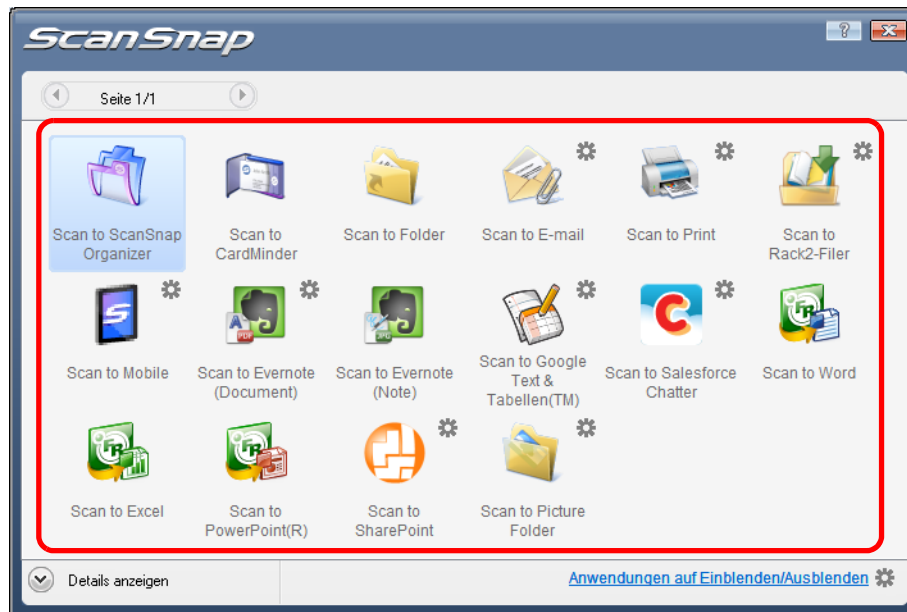 ScanSnap
Seite 1/1
Scan to ScanSnap
Organizer
Scan to
CardMinder
Scan to Folder
Scan to E-mail
Scan to Print
Scan to
Rack2-Filer
Scan to Mobile
Scan to Evernote
(Document)
Scan to Evernote
(Note)
Scan to Google
Text &
Tabellen(TM)
Scan to Salesforce
Chatter
Scan to Word
Scan to Excel
Scan to
PowerPoint(R)
Scan to
SharePoint
Scan to Picture
Folder
Details anzeigen
Anwendungen auf Einblenden/Ausblenden